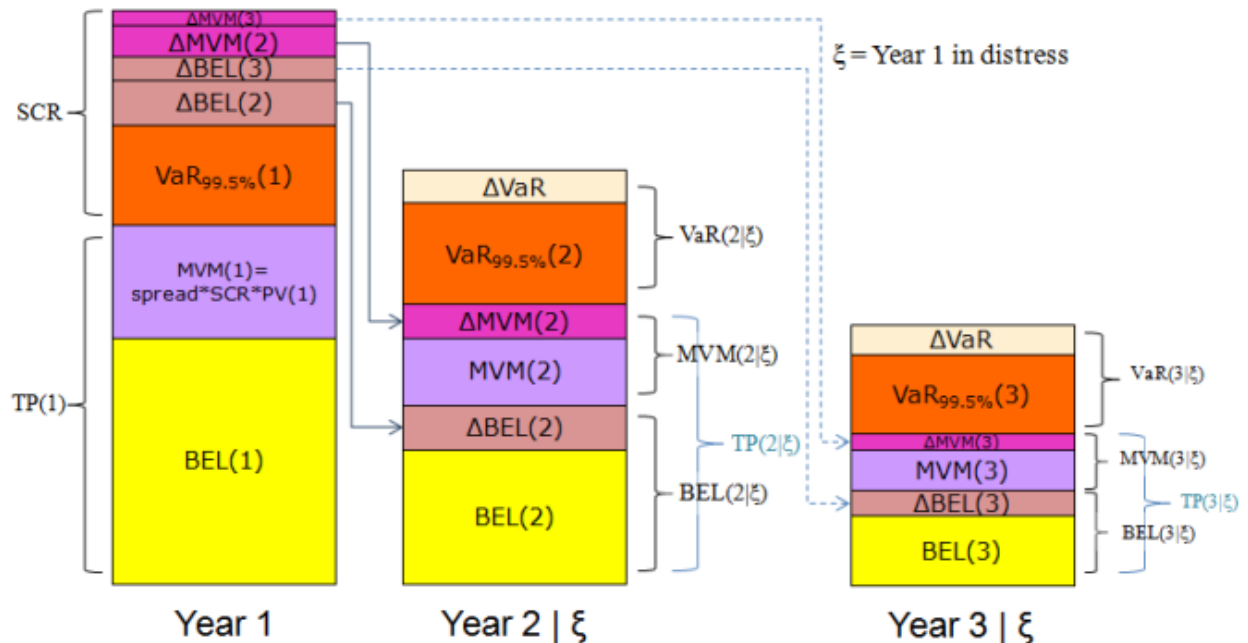 ΔMVM(3)
ΔMVM(2)
ΔBEL(3)
ΔBEL(2)
VaR99.5%(1)
MVM(1)=
spread*SCR*PV(1)
BEL(1)
SCR
TP(1)
Year 1
ξ = Year 1 in distress
ΔVaR
VaR99.5%(2)
ΔMVM(2)
MVM(2)
ΔBEL(2)
BEL(2)
VaR(2|ξ)
MVM(2|ξ)
TP(2|ξ)
BEL(2|ξ)
Year 2 | ξ
ΔVaR
VaR99.5%(3)
ΔMVM(3)
MVM(3)
ΔBEL(3)
BEL(3)
VaR(3|ξ)
MVM(3|ξ)
TP(3|ξ)
BEL(3|ξ)
Year 3 | ξ